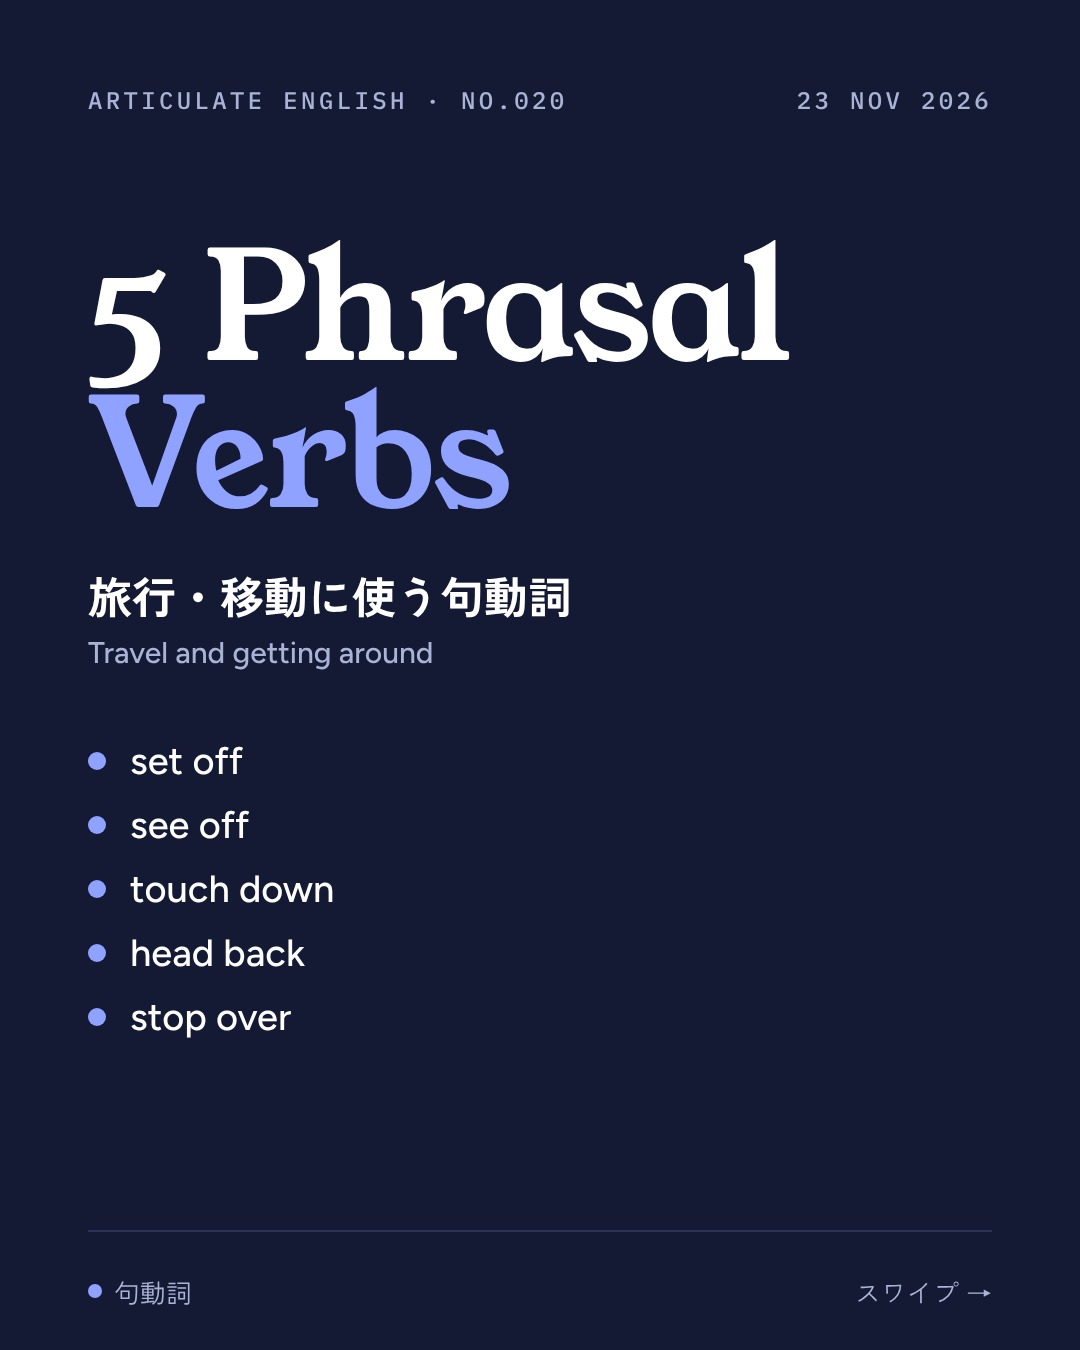 ARTICULATE ENGLISH · NO.020
23 NOV 2026
5 Phrasal
Verbs
旅行・移動に使う句動詞
Travel and getting around
set off
see off
touch down
head back
stop over
句動詞
スワイプ →